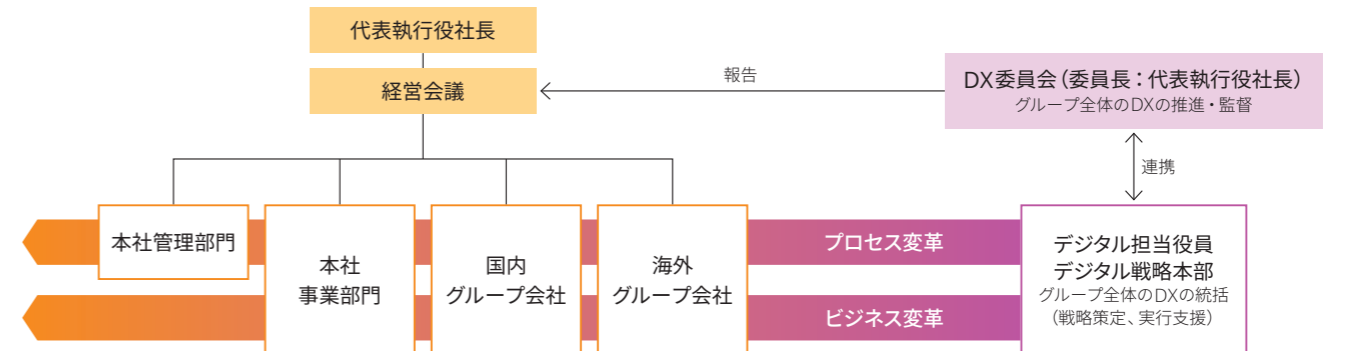 代表執行役社長
経営会議
報告
DX委員会（委員長：代表執行役社長）
グループ全体のDXの推進・監督
連携
本社管理部門
本社
事業部門
国内
グループ会社
海外
グループ会社
プロセス変革
ビジネス変革
デジタル担当役員
デジタル戦略本部
グループ全体のDXの統括
（戦略策定、実行支援）